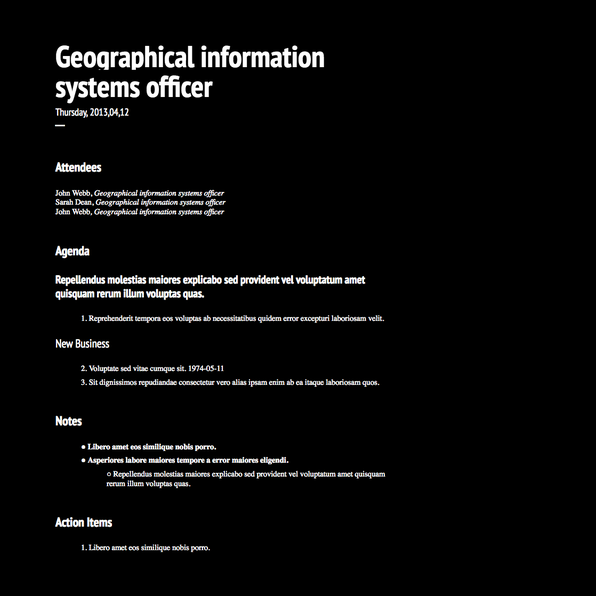 Geographical information
systems officer
Thursday, 2013,04,12
Attendees
John Webb, Geographical information systems officer
Sarah Dean, Geographical information systems officer
John Webb, Geographical information systems officer
Agenda
Repellendus molestias maiores explicabo sed provident vel voluptatum amet
quisquam rerum illum voluptas quas.
1. Reprehenderit tempora eos voluptas ab necessitatibus quidem error excepturi laboriosam velit.
New Business
2. Voluptate sed vitae cumque sit. 1974-05-11
3. Sit dignissimos repudiandae consectetur vero alias ipsam enim ab ea itaque laboriosam quos.
Notes
● Libero amet eos similique nobis porro.
● Asperiores labore maiores tempore a error maiores eligendi.
○ Repellendus molestias maiores explicabo sed provident vel voluptatum amet quisquam
rerum illum voluptas quas.
Action Items
1. Libero amet eos similique nobis porro.